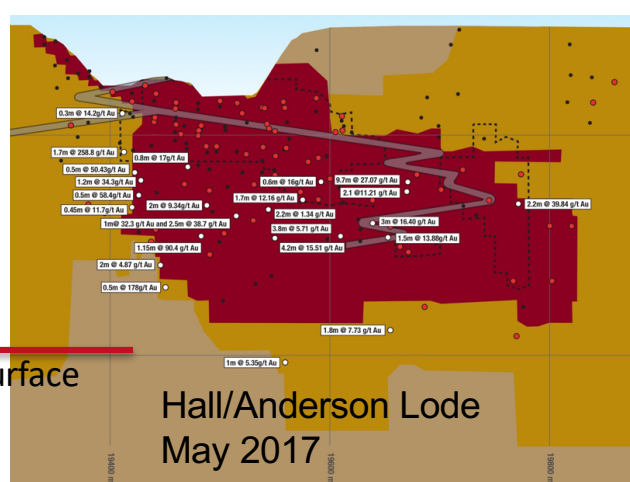 0.3m @ 14.2g/t Au
1.7m @ 258.8 g/t Au
0.8m @ 17g/t Au
0.5m @ 50.43g/t Au
1.2m @ 34.3g/t Au
0.5m @ 58.4g/t Au
0.45m @ 11.7g/t Au
2m @ 9.34g/t Au
1m@ 32.3 g/t Au and 2.5m @ 38.7 g/t Au
1.15m @ 90.4 g/t Au
2m @ 4.87 g/t Au
0.5m @ 178g/t Au
0.6m @ 16g/t Au
1.7m @ 12.16 g/t Au
2.2m @ 1.34 g/t Au
3.8m @ 5.71 g/t Au
4.2m @ 15.51 g/t Au
9.7m @ 27.07 g/t Au
2.1 @11.21 g/t Au
3m @ 16.40 g/t Au
1.5m @ 13.88g/t Au
2.2m @ 39.84 g/t Au
1.8m @ 7.73 g/t Au
1m @ 5.35g/t Au
urface
Hall/Anderson Lode
May 2017
19400 m
19600 m
19800 m